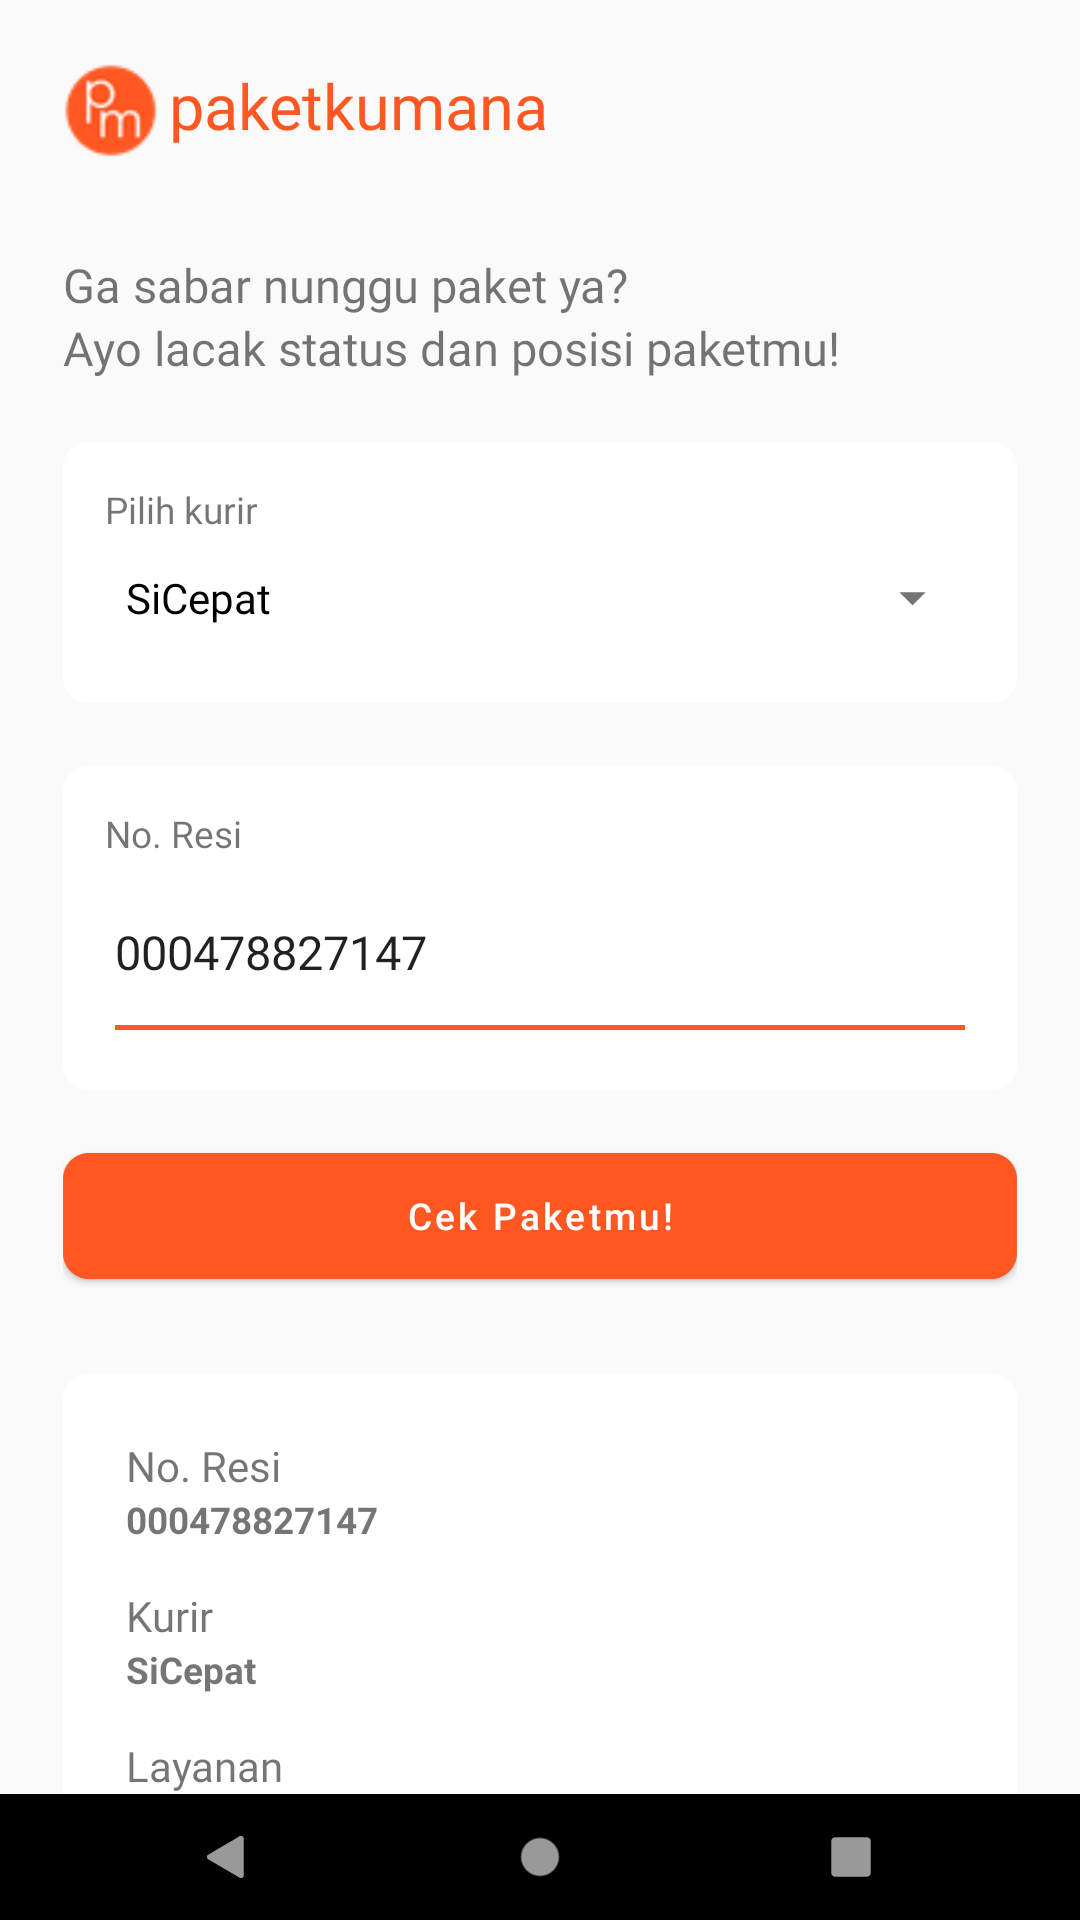 pm paketkumana
Ga sabar nunggu paket ya?
Ayo lacak status dan posisi paketmu!
Pilih kurir
SiCepat
No. Resi
000478827147
Cek Paketmu!
No. Resi
000478827147
Kurir
SiCepat
Layanan